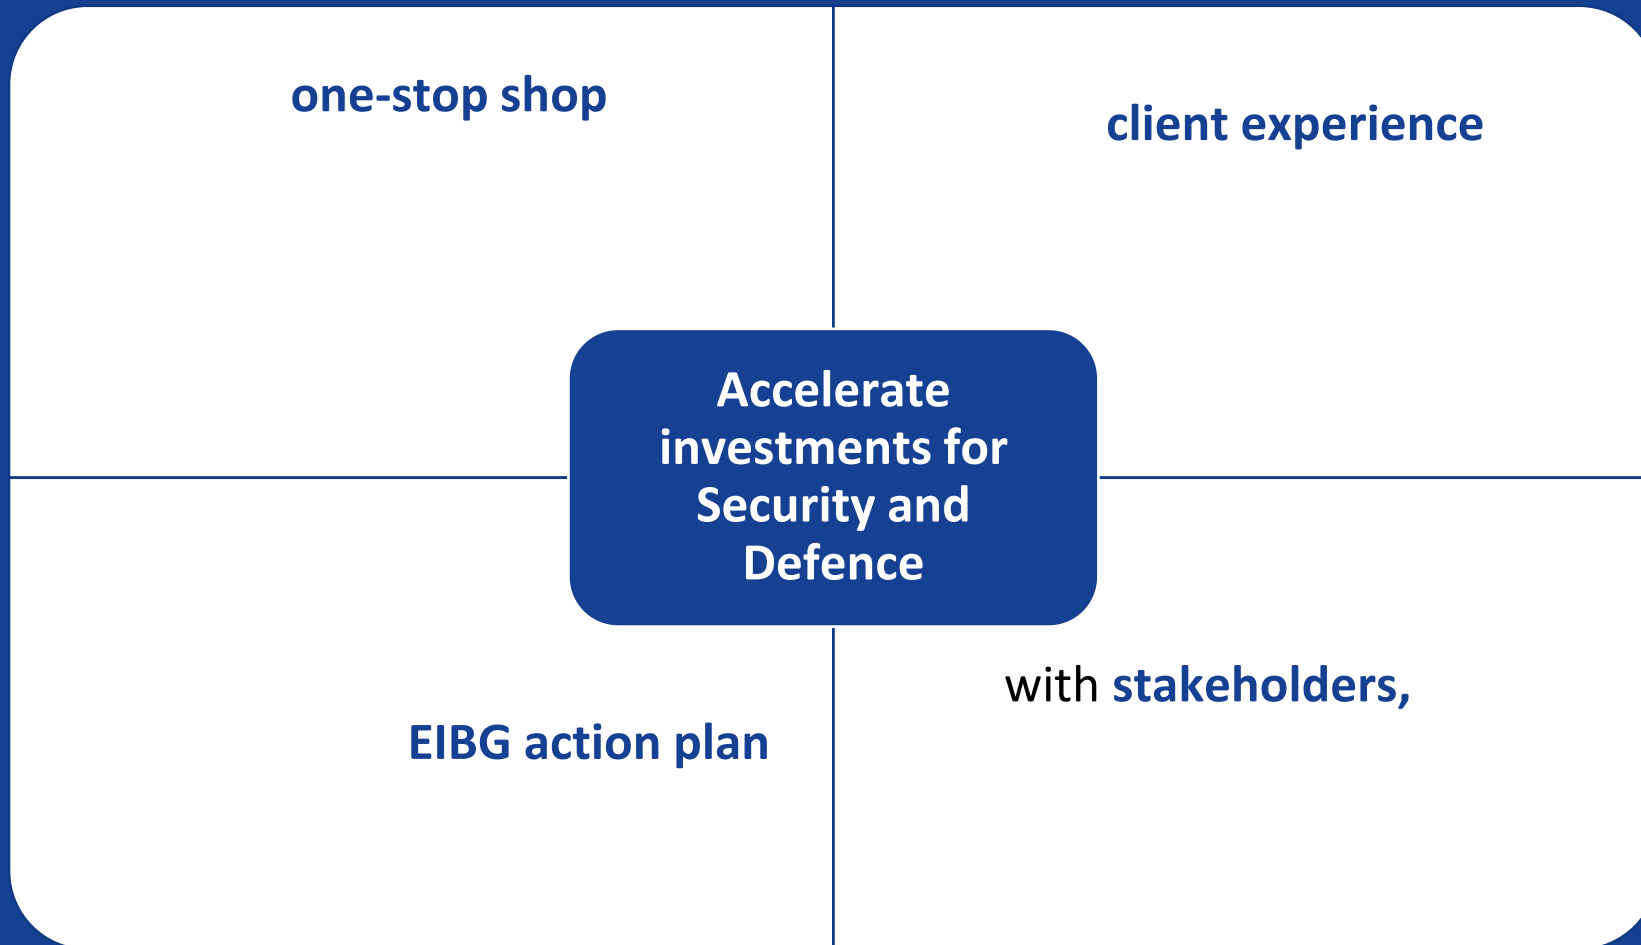 one-stop shop
client experience
Accelerate
investments for
Security and
Defence
EIBG action plan
with stakeholders,